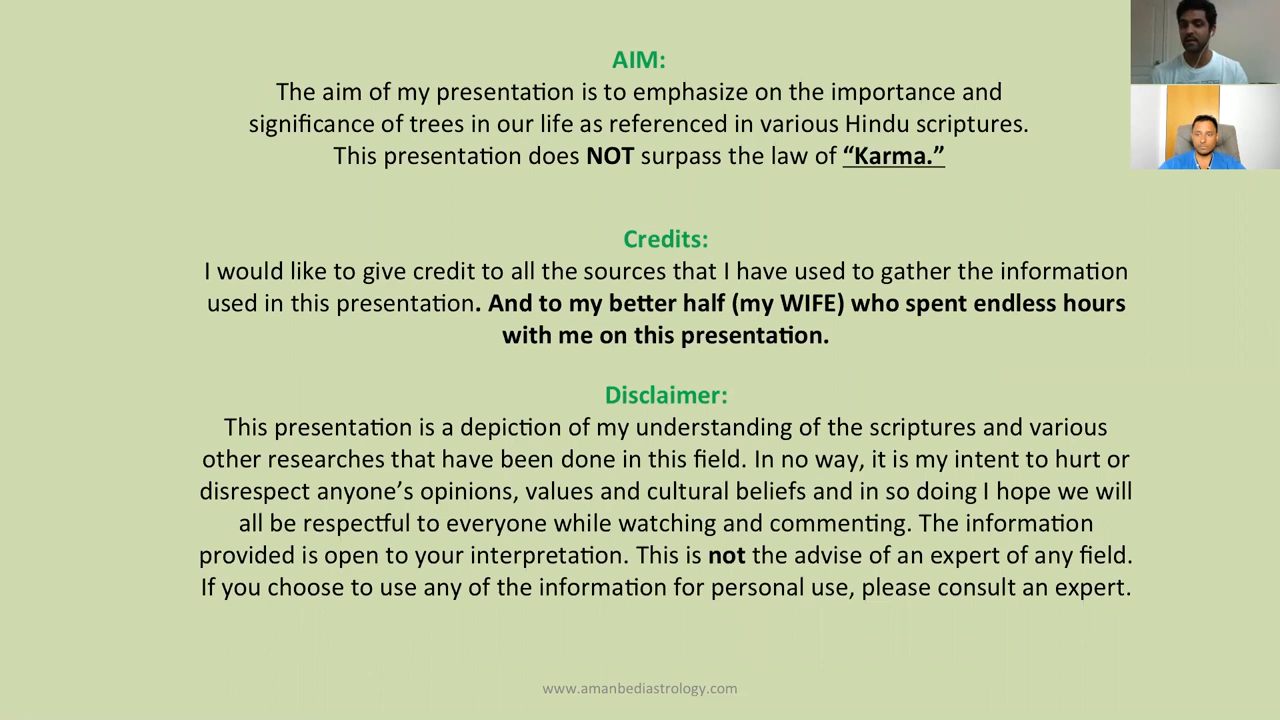 AIM:
The aim of my presentation is to emphasize on the importance and
significance of trees in our life as referenced in various Hindu scriptures.
This presentation does NOT surpass the law of “Karma.”
Credits:
I would like to give credit to all the sources that I have used to gather the information
used in this presentation. And to my better half (my WIFE) who spent endless hours
with me on this presentation.
Disclaimer:
This presentation is a depiction of my understanding of the scriptures and various
other researches that have been done in this field. In no way, it is my intent to hurt or
disrespect anyone’s opinions, values and cultural beliefs and in so doing I hope we will
all be respectful to everyone while watching and commenting. The information
provided is open to your interpretation. This is not the advise of an expert of any field.
If you choose to use any of the information for personal use, please consult an expert.
www.amanbediastrology.com